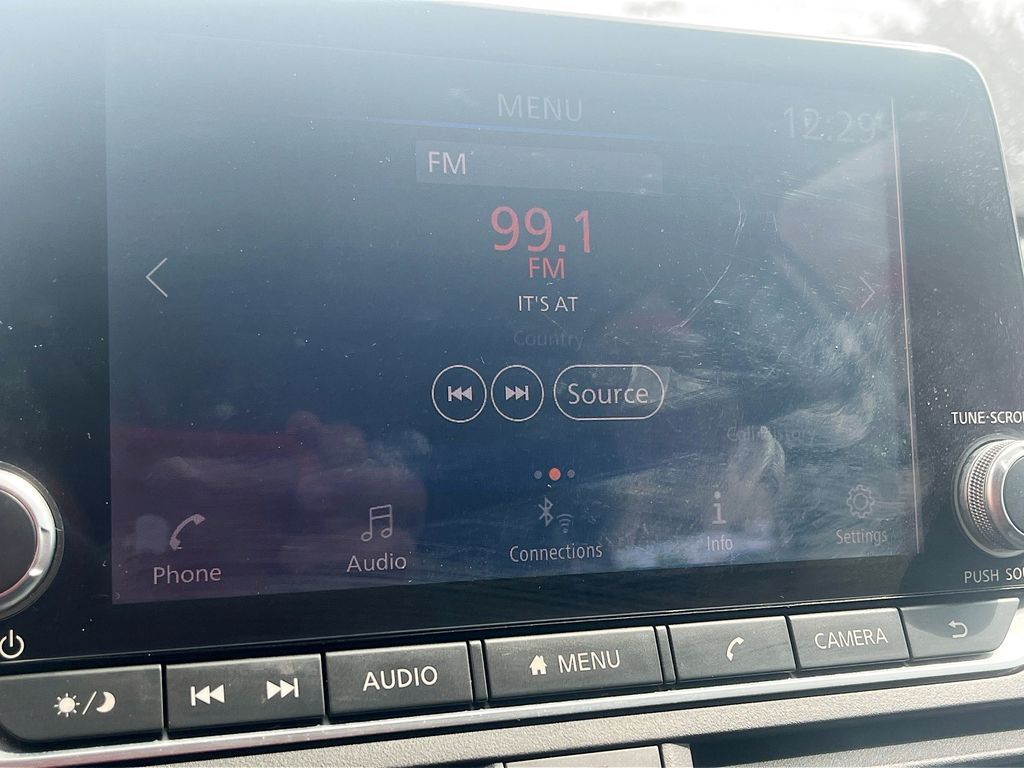 MENU
12:29
FM
99.1
FM
IT'S AT
Country
Source
Phone
Audio
Connections
Info
Settings
TUNE·SCRO
PUSH SOU
AUDIO
MENU
CAMERA